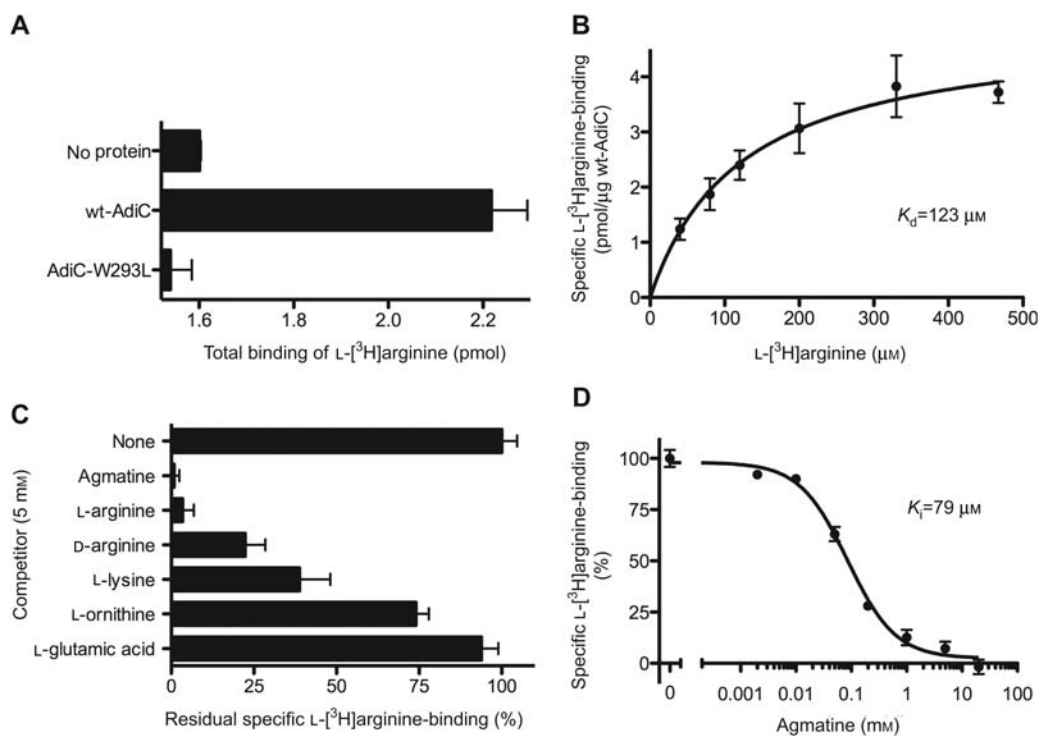 A
No protein
wt-AdiC
AdiC-W293L
1.6 1.8 2.0 2.2
Total binding of L-[³H]arginine (pmol)
B
Specific L-[³H]arginine-binding
(pmol/μg wt-AdiC)
4
3
2
1
0
Kd=123 μM
0 100 200 300 400 500
L-[³H]arginine (μM)
C
Competitor (5 mM)
None
Agmatine
L-arginine
D-arginine
L-lysine
L-ornithine
L-glutamic acid
0 25 50 75 100
Residual specific L-[³H]arginine-binding (%)
D
Specific L-[³H]arginine-binding
(%)
100
75
50
25
0
Ki=79 μM
0 0.001 0.01 0.1 1 10 100
Agmatine (mM)